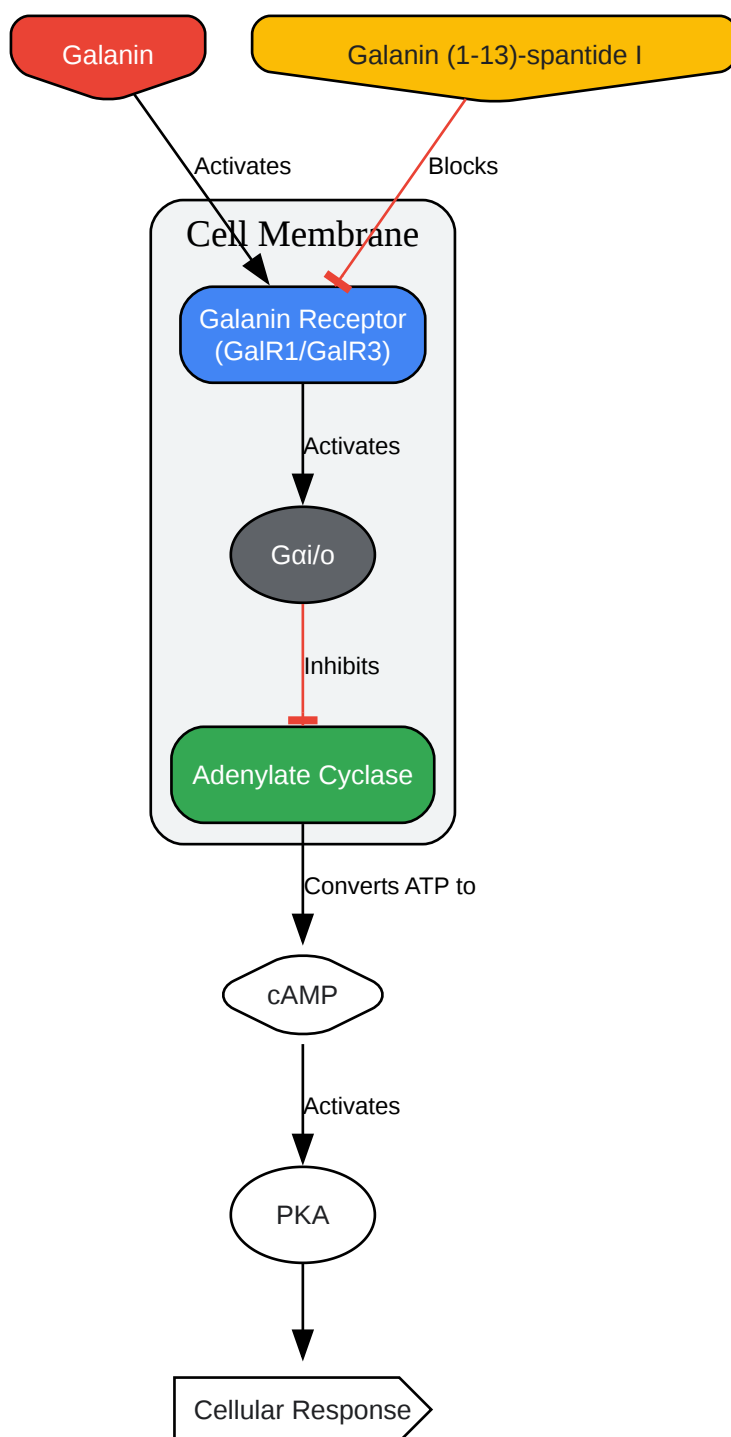 Galanin
Galanin (1-13)-spantide I
Activates
Blocks
Cell Membrane
Galanin Receptor
(GalR1/GalR3)
Activates
Gαi/o
Inhibits
Adenylate Cyclase
Converts ATP to
cAMP
Activates
PKA
Cellular Response